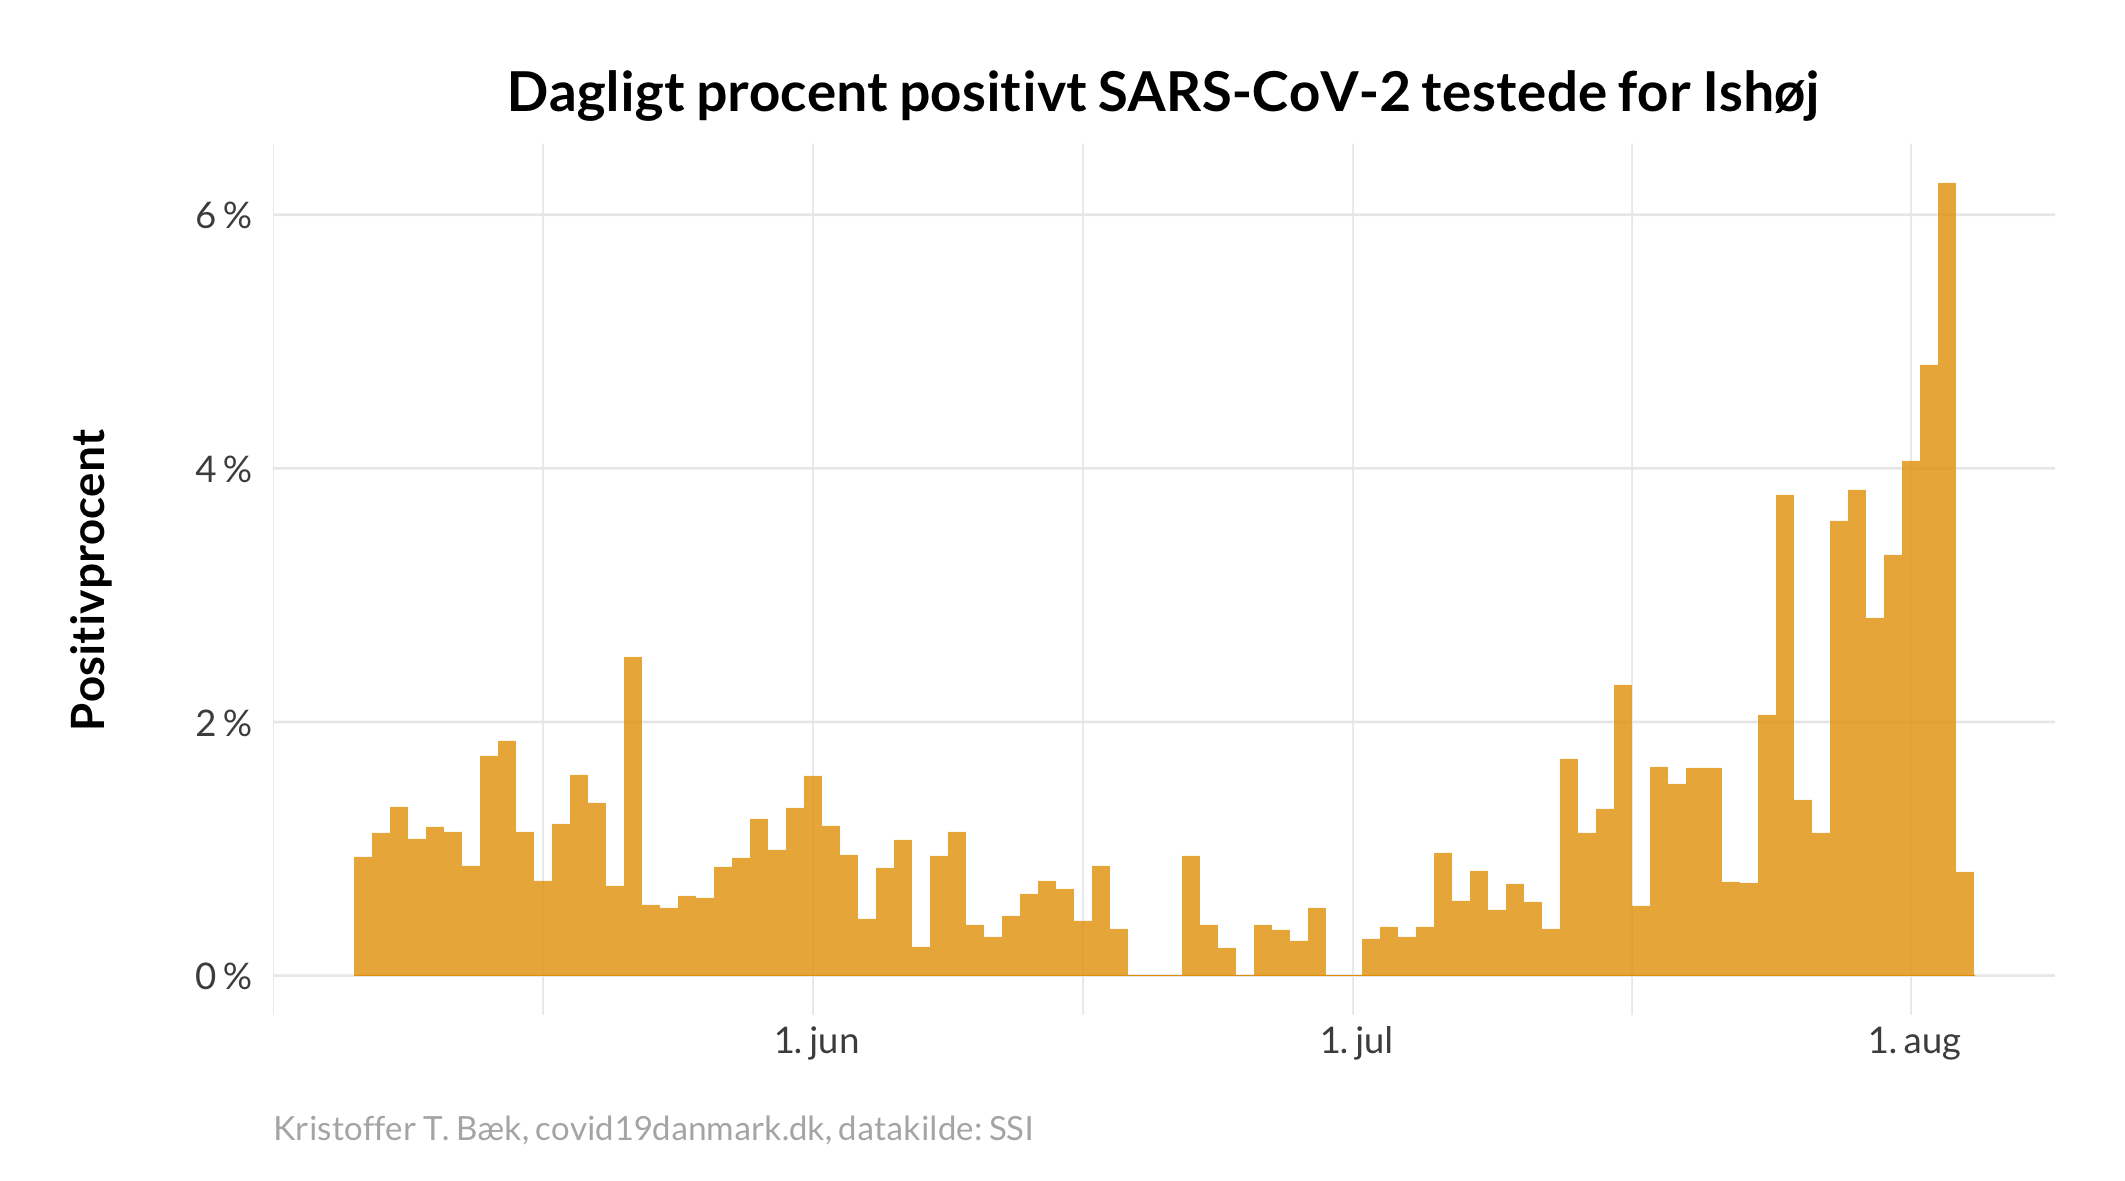 Dagligt procent positivt SARS-CoV-2 testede for Ishøj
Positivprocent
6 %
4 %
2 %
0 %
1. jun
1. jul
1. aug
Kristoffer T. Bæk, covid19danmark.dk, datakilde: SSI